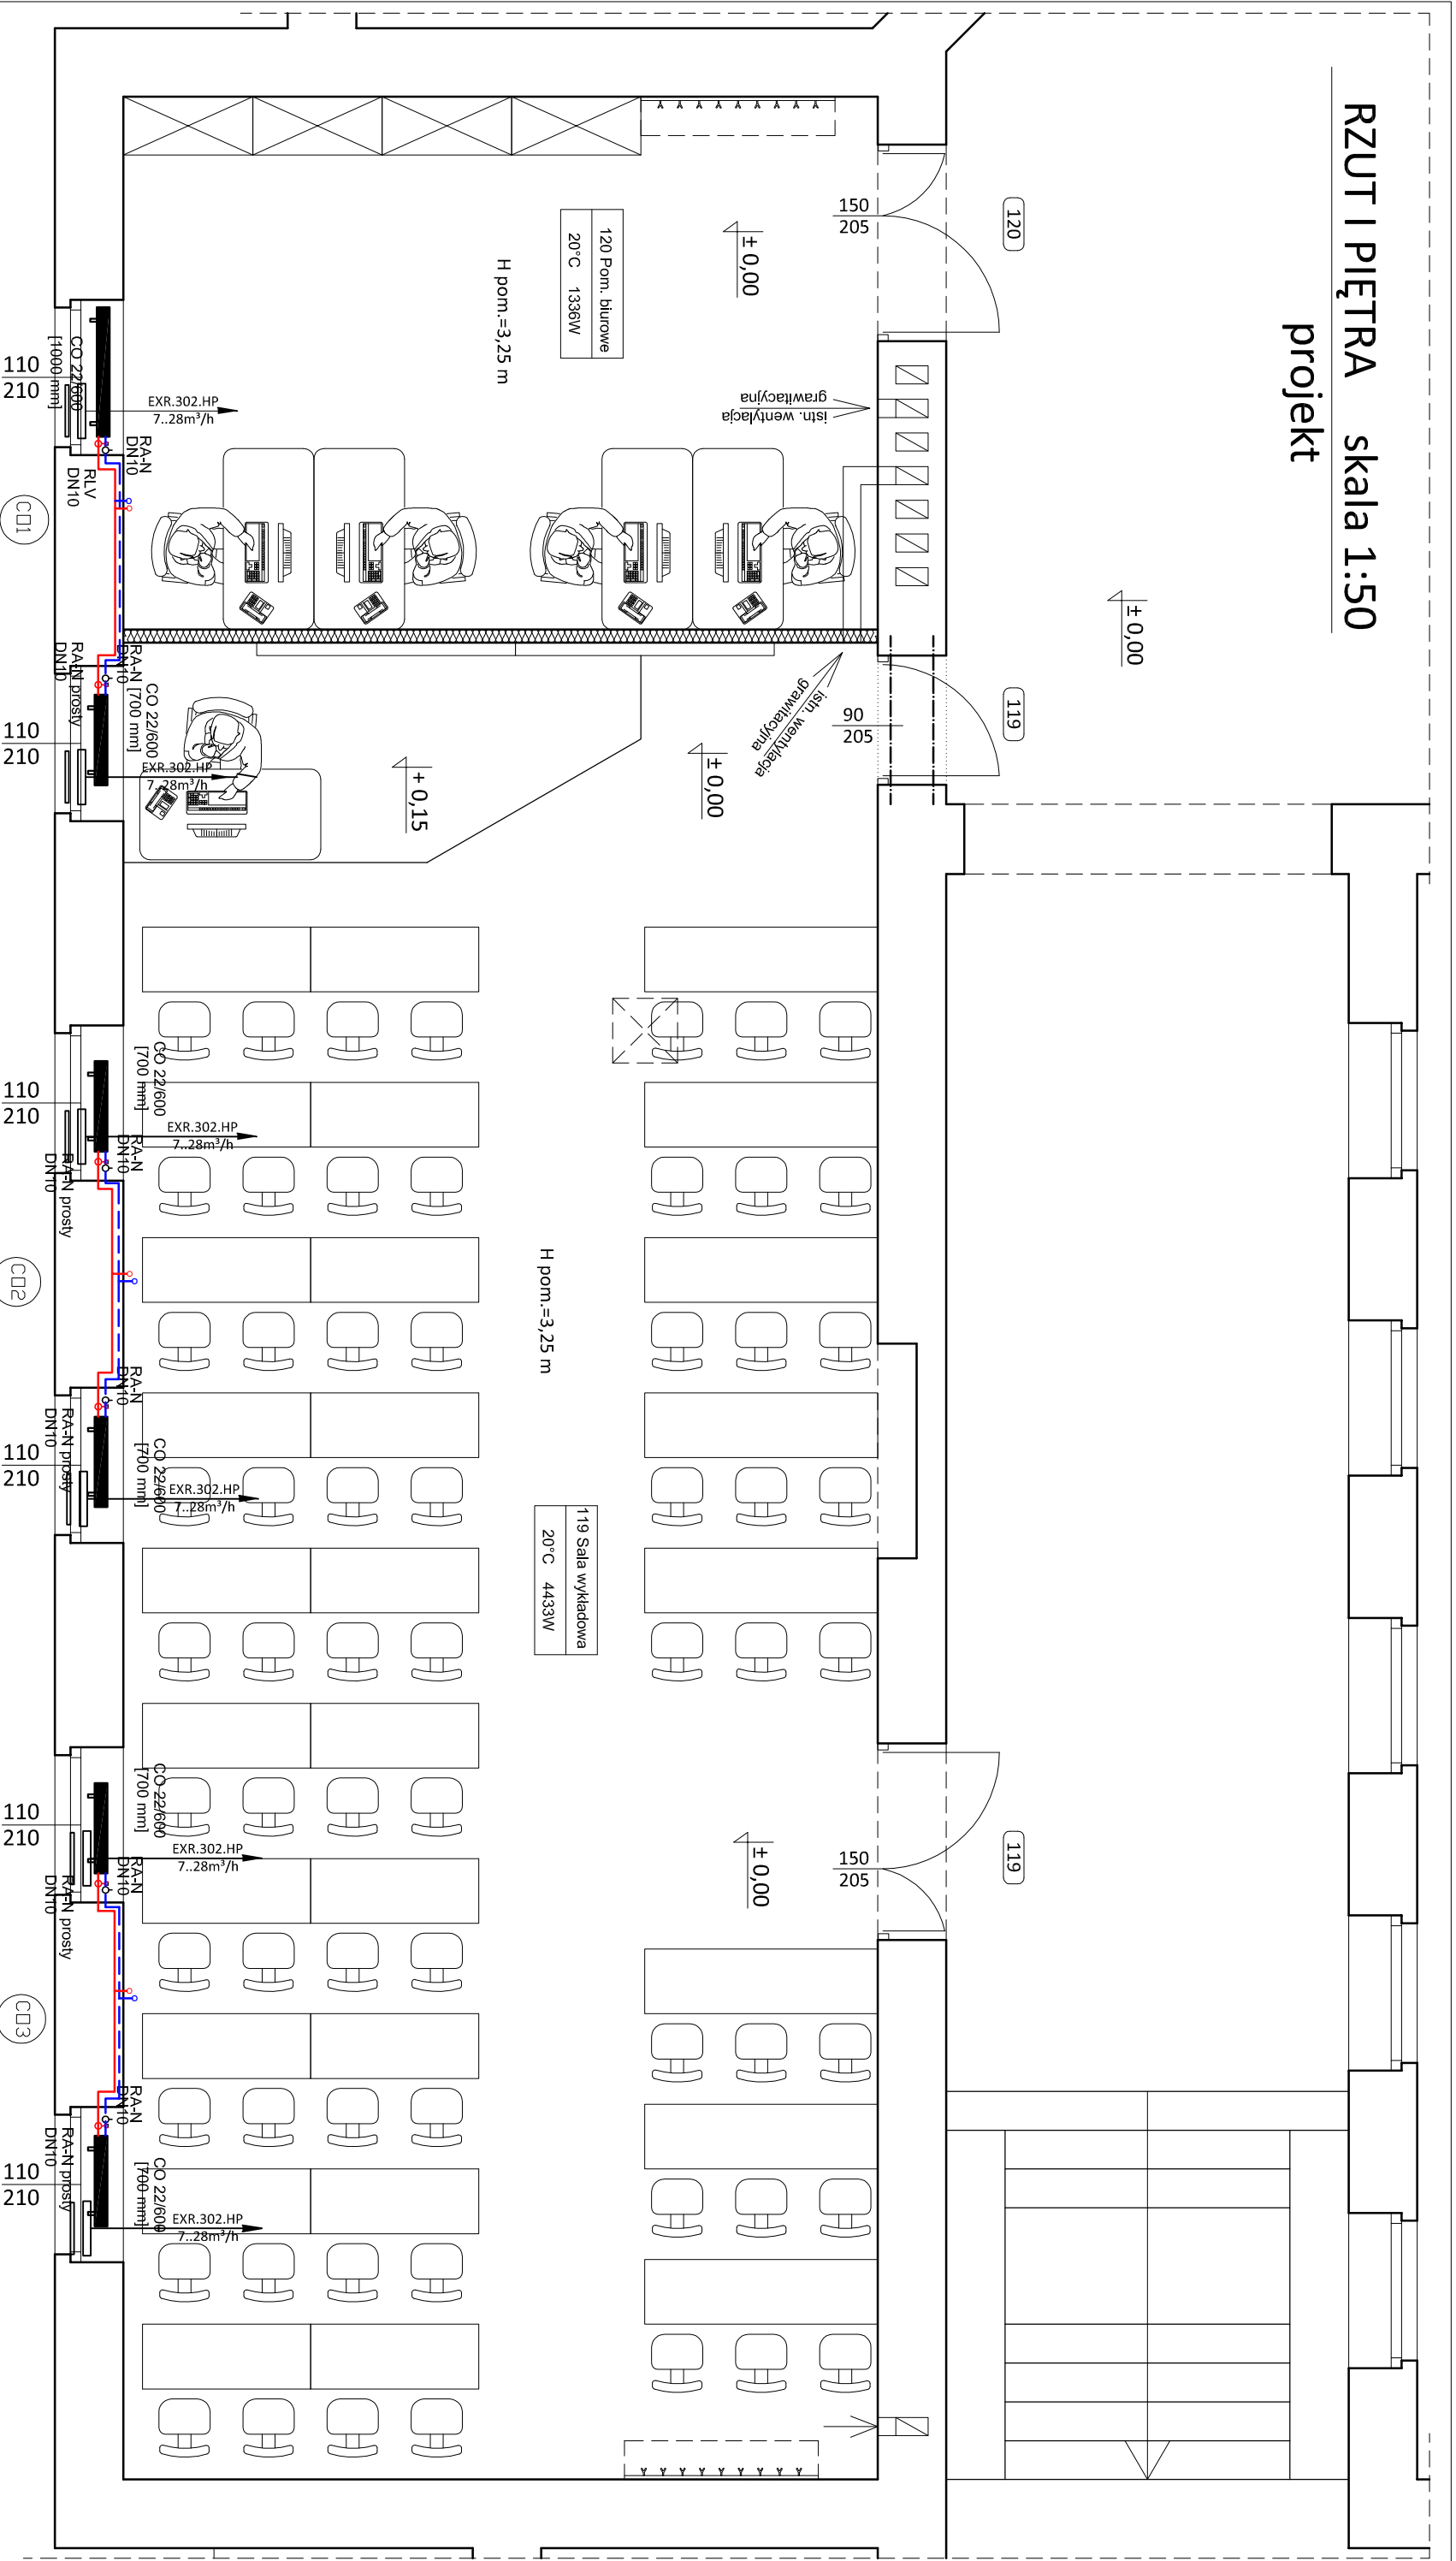 RZUT I PIĘTRA skala 1:50
projekt
120
150
205
± 0,00
120 Pom. biurowe
20°C 1336W
H pom.=3,25 m
istn. wentylacja
grawitacyjna
± 0,00
119
90
205
istn. wentylacja
grawitacyjna
± 0,00
+ 0,15
CO 22/600
[1000 mm]
110
210
EXR.302.HP
7..28m³/h
RA-N
DN10
RLV
DN10
CO1
RA-N
DN10
RA-N prosty
DN10
CO 22/600
[700 mm]
110
210
EXR.302.HP
7..28m³/h
CO 22/600
[700 mm]
110
210
EXR.302.HP
7..28m³/h
RA-N
DN10
RA-N prosty
DN10
CO2
H pom.=3,25 m
RA-N
DN10
RA-N prosty
DN10
CO 22/600
[700 mm]
110
210
EXR.302.HP
7..28m³/h
119 Sala wykładowa
20°C 4433W
119
150
205
± 0,00
CO 22/600
[700 mm]
110
210
EXR.302.HP
7..28m³/h
RA-N
DN10
RA-N prosty
DN10
CO3
RA-N
DN10
RA-N prosty
DN10
CO 22/600
[700 mm]
110
210
EXR.302.HP
7..28m³/h